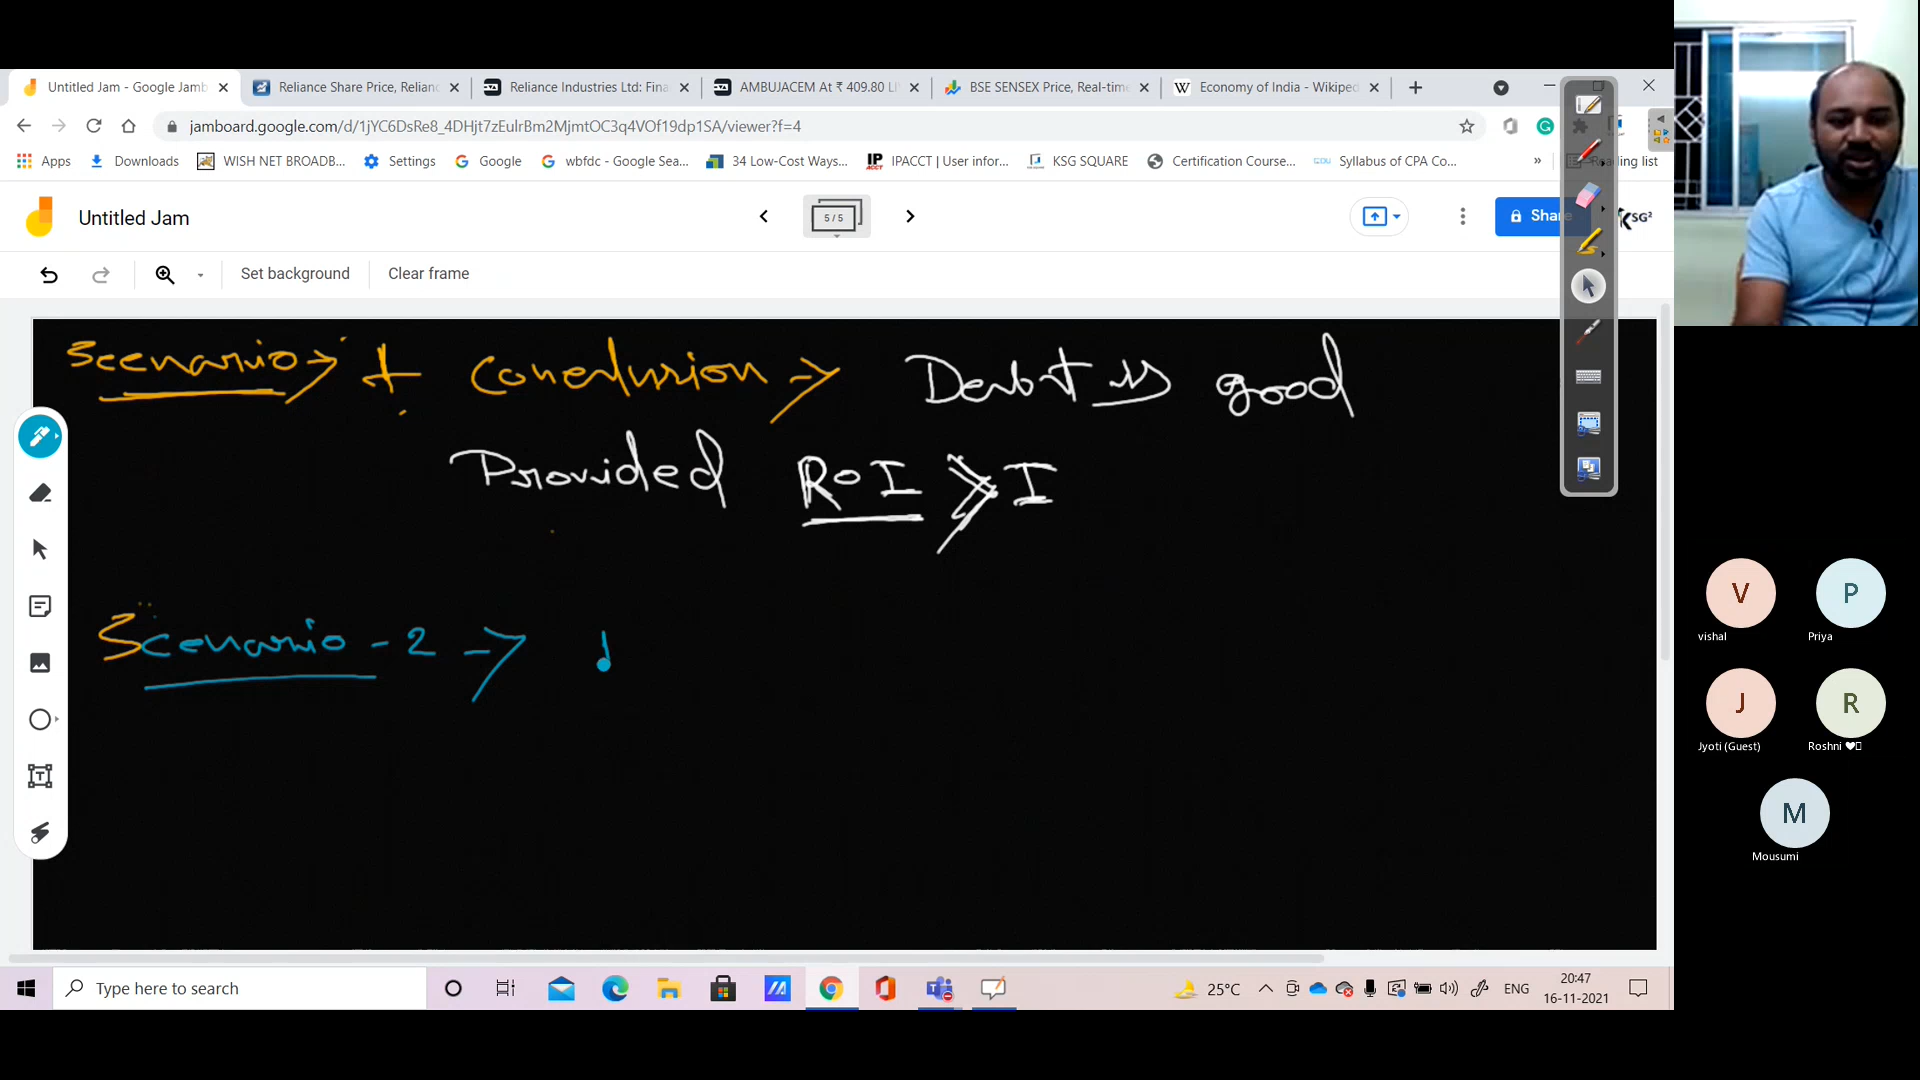 Untitled Jam - Google Jamb
Reliance Share Price, Relianc
Reliance Industries Ltd: Fina
AMBUJACEM At ₹ 409.80 LI
BSE SENSEX Price, Real-time
Economy of India - Wikiped
jamboard.google.com/d/1jYC6DsRe8_4DHjt7zEulrBm2MjmtOC3q4VOf19dp1SA/viewer?f=4
Apps
Downloads
WISH NET BROADB...
Settings
Google
wbfdc - Google Sea...
34 Low-Cost Ways...
IPACCT | User infor...
KSG SQUARE
Certification Course...
Syllabus of CPA Co...
»
Reading list
Untitled Jam
5 / 5
Share
KSG²
Set background
Clear frame
Scenario → 1 Conclusion → Debt is good
Provided RoI > I
Scenario - 2 →
V
vishal
P
Priya
J
Jyoti (Guest)
R
Roshni ❤
M
Mousumi
Type here to search
25°C
ENG
20:47
16-11-2021